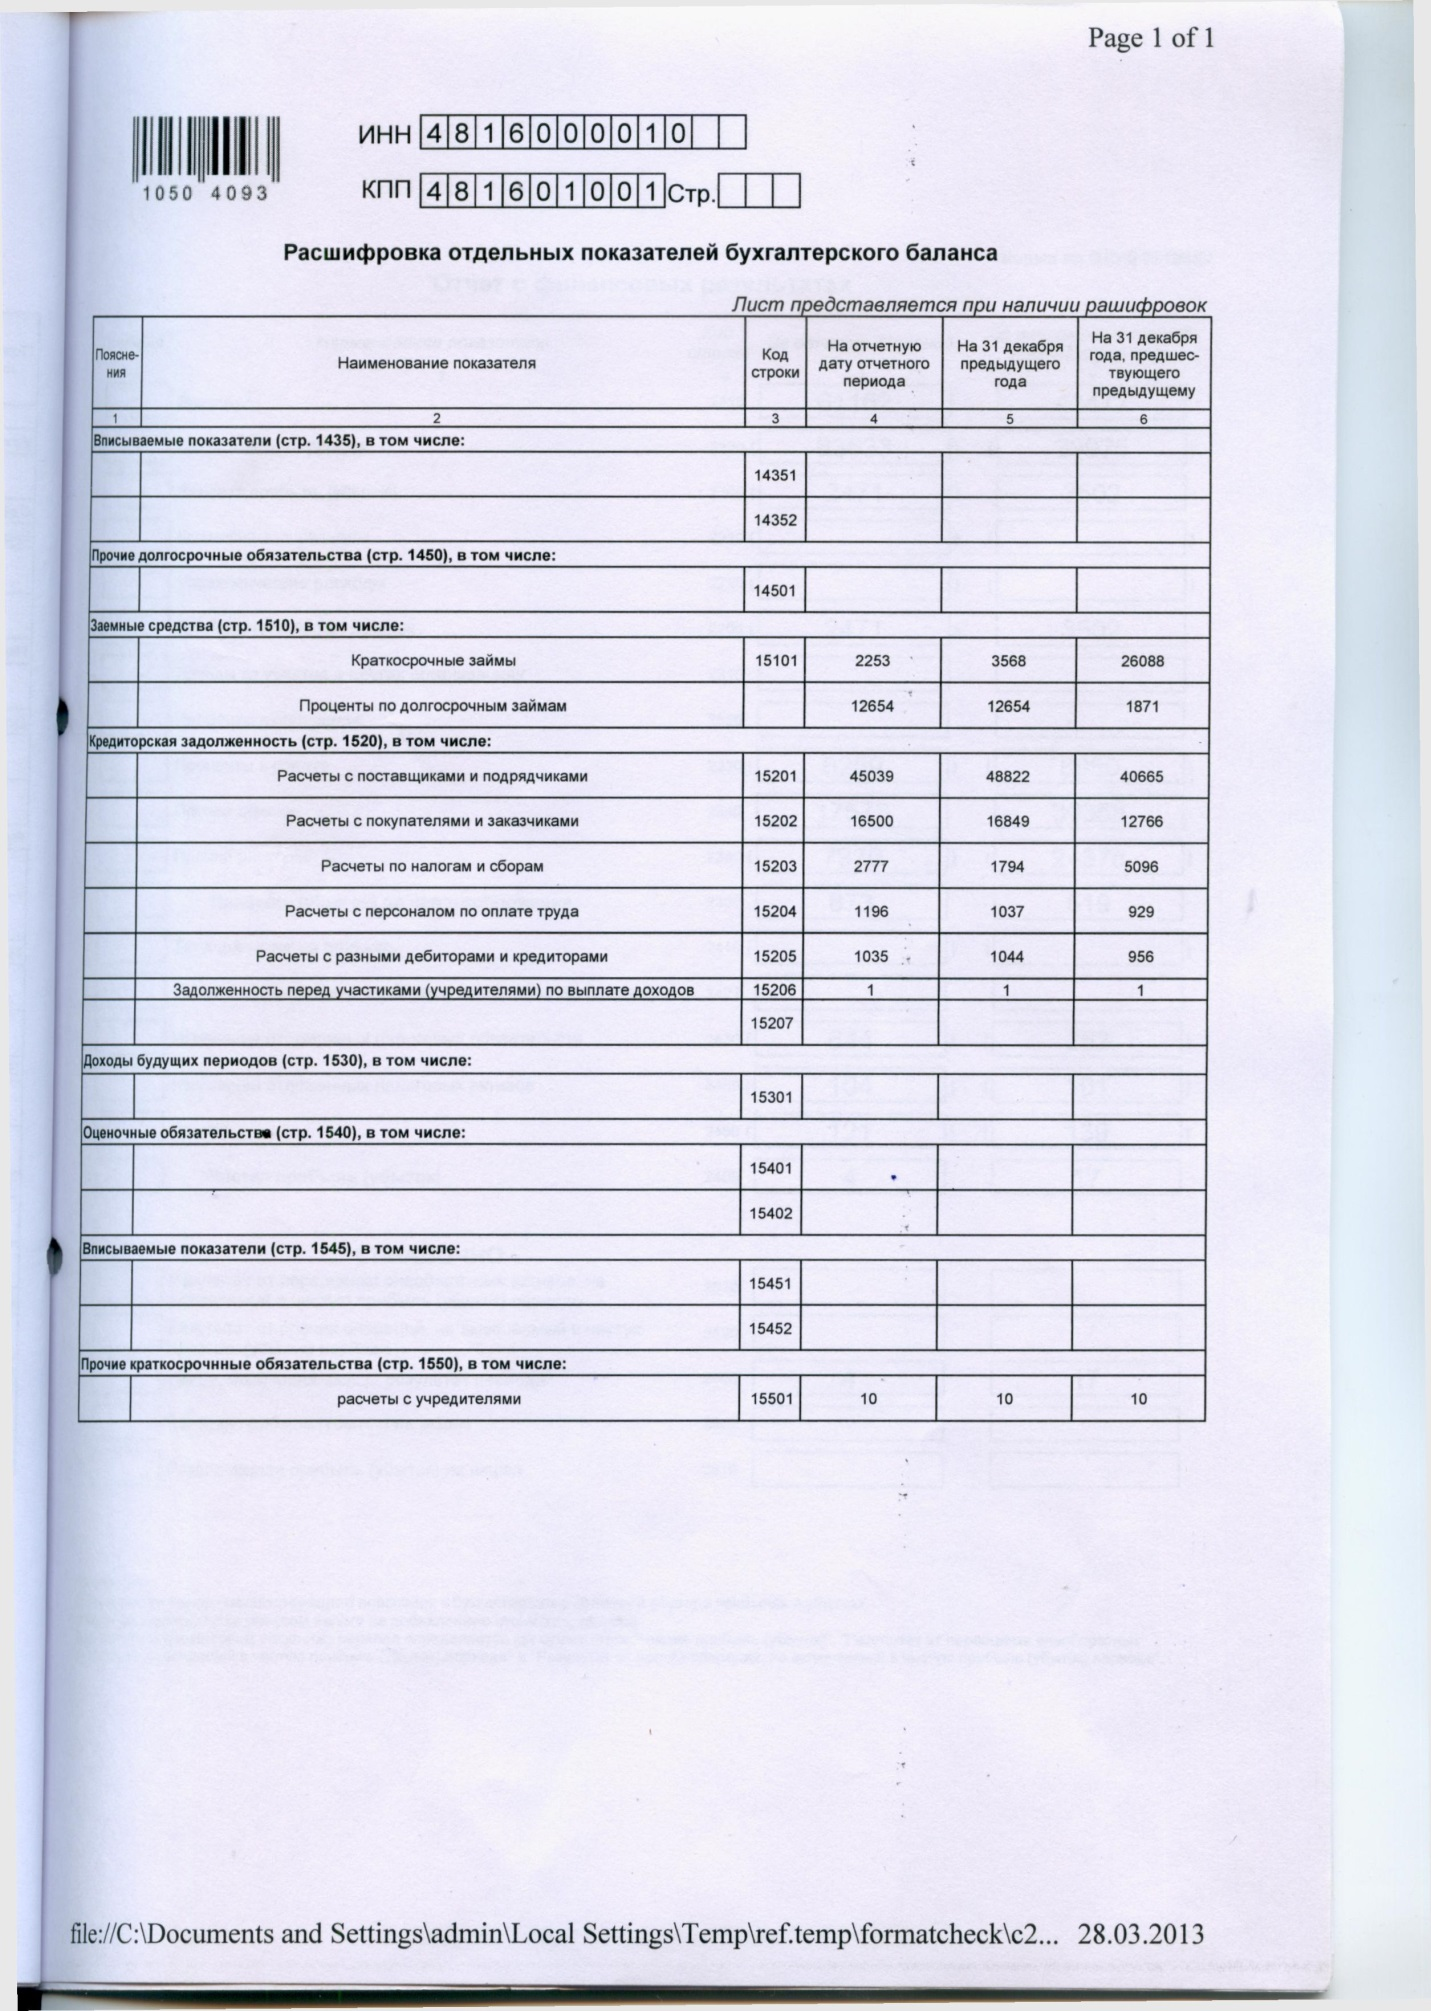 Page 1 of 1
ИНН 4816000010
1050 4093
КПП 481601001 Стр.
Расшифровка отдельных показателей бухгалтерского баланса
Лист представляется при наличии рашифровок
Поясне-ния Наименование показателя Код строки На отчетную дату отчетного периода На 31 декабря предыдущего года На 31 декабря года, предшес-твующего предыдущему
1 2 3 4 5 6
Вписываемые показатели (стр. 1435), в том числе:
14351
14352
Прочие долгосрочные обязательства (стр. 1450), в том числе:
14501
Заемные средства (стр. 1510), в том числе:
Краткосрочные займы 15101 2253 3568 26088
Проценты по долгосрочным займам 12654 12654 1871
Кредиторская задолженность (стр. 1520), в том числе:
Расчеты с поставщиками и подрядчиками 15201 45039 48822 40665
Расчеты с покупателями и заказчиками 15202 16500 16849 12766
Расчеты по налогам и сборам 15203 2777 1794 5096
Расчеты с персоналом по оплате труда 15204 1196 1037 929
Расчеты с разными дебиторами и кредиторами 15205 1035 1044 956
Задолженность перед участиками (учредителями) по выплате доходов 15206 1 1 1
15207
Доходы будущих периодов (стр. 1530), в том числе:
15301
Оценочные обязательства (стр. 1540), в том числе:
15401
15402
Вписываемые показатели (стр. 1545), в том числе:
15451
15452
Прочие краткосрочнные обязательства (стр. 1550), в том числе:
расчеты с учредителями 15501 10 10 10
file://C:\Documents and Settings\admin\Local Settings\Temp\ref.temp\formatcheck\c2... 28.03.2013